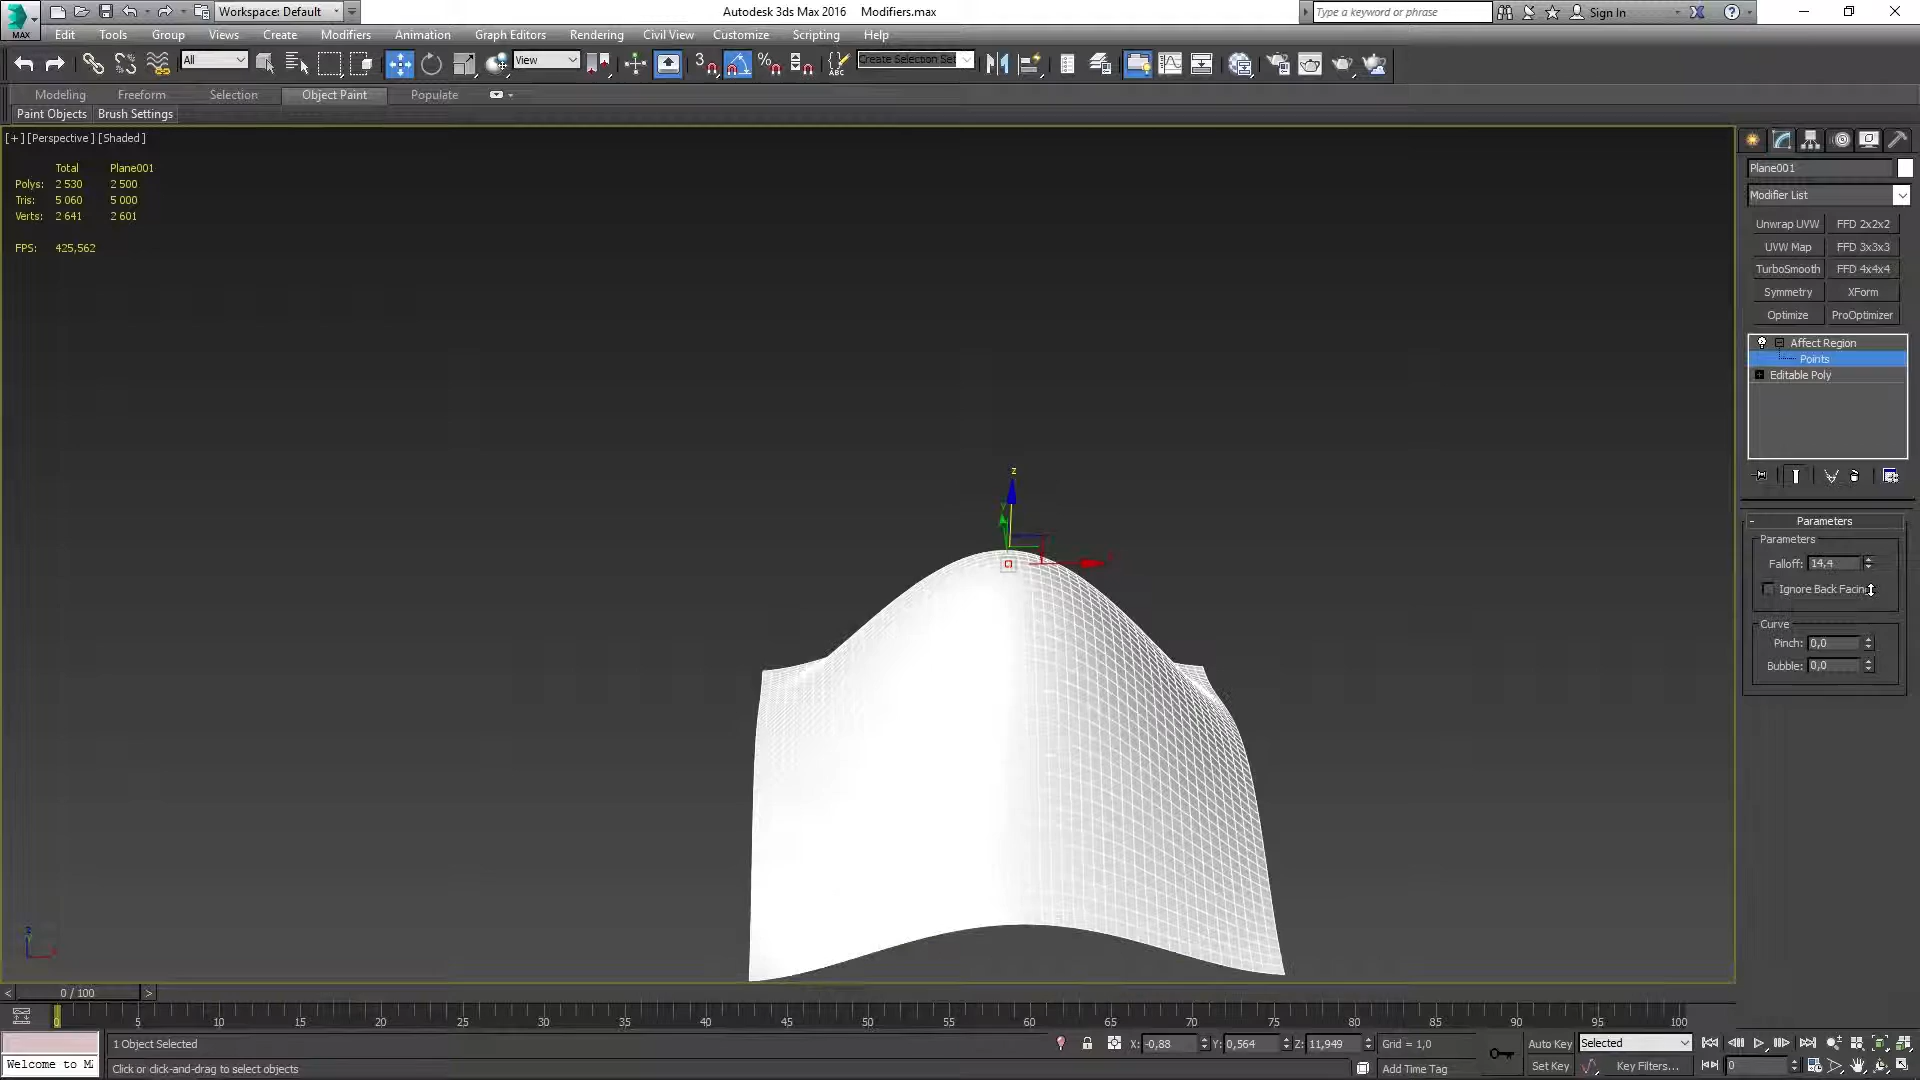 Workspace: Default
Autodesk 3ds Max 2016 Modifiers.max
Type a keyword or phrase
Sign In
MAX
Edit Tools Group Views Create Modifiers Animation Graph Editors Rendering Civil View Customize Scripting Help
All
View
3
ABC
Create Selection Set
Modeling Freeform Selection Object Paint Populate
Paint Objects Brush Settings
[+] [Perspective] [Shaded]
Total Plane001
Polys: 2 530 2 500
Tris: 5 060 5 000
Verts: 2 641 2 601
FPS: 425,562
Plane001
Modifier List
Unwrap UVW FFD 2x2x2
UVW Map FFD 3x3x3
TurboSmooth FFD 4x4x4
Symmetry XForm
Optimize ProOptimizer
Affect Region
Points
Editable Poly
z
Parameters
Parameters
Falloff: 14,4
Ignore Back Facing
Curve
Pinch: 0,0
Bubble: 0,0
< 0 / 100 >
0 5 10 15 20 25 30 35 40 45 50 55 60 65 70 75 80 85 90 95 100
1 Object Selected
X: -0,88 Y: 0,564 Z: 11,949 Grid = 1,0
Auto Key Selected
Welcome to M
Click or click-and-drag to select objects
Add Time Tag
Set Key Key Filters...
0